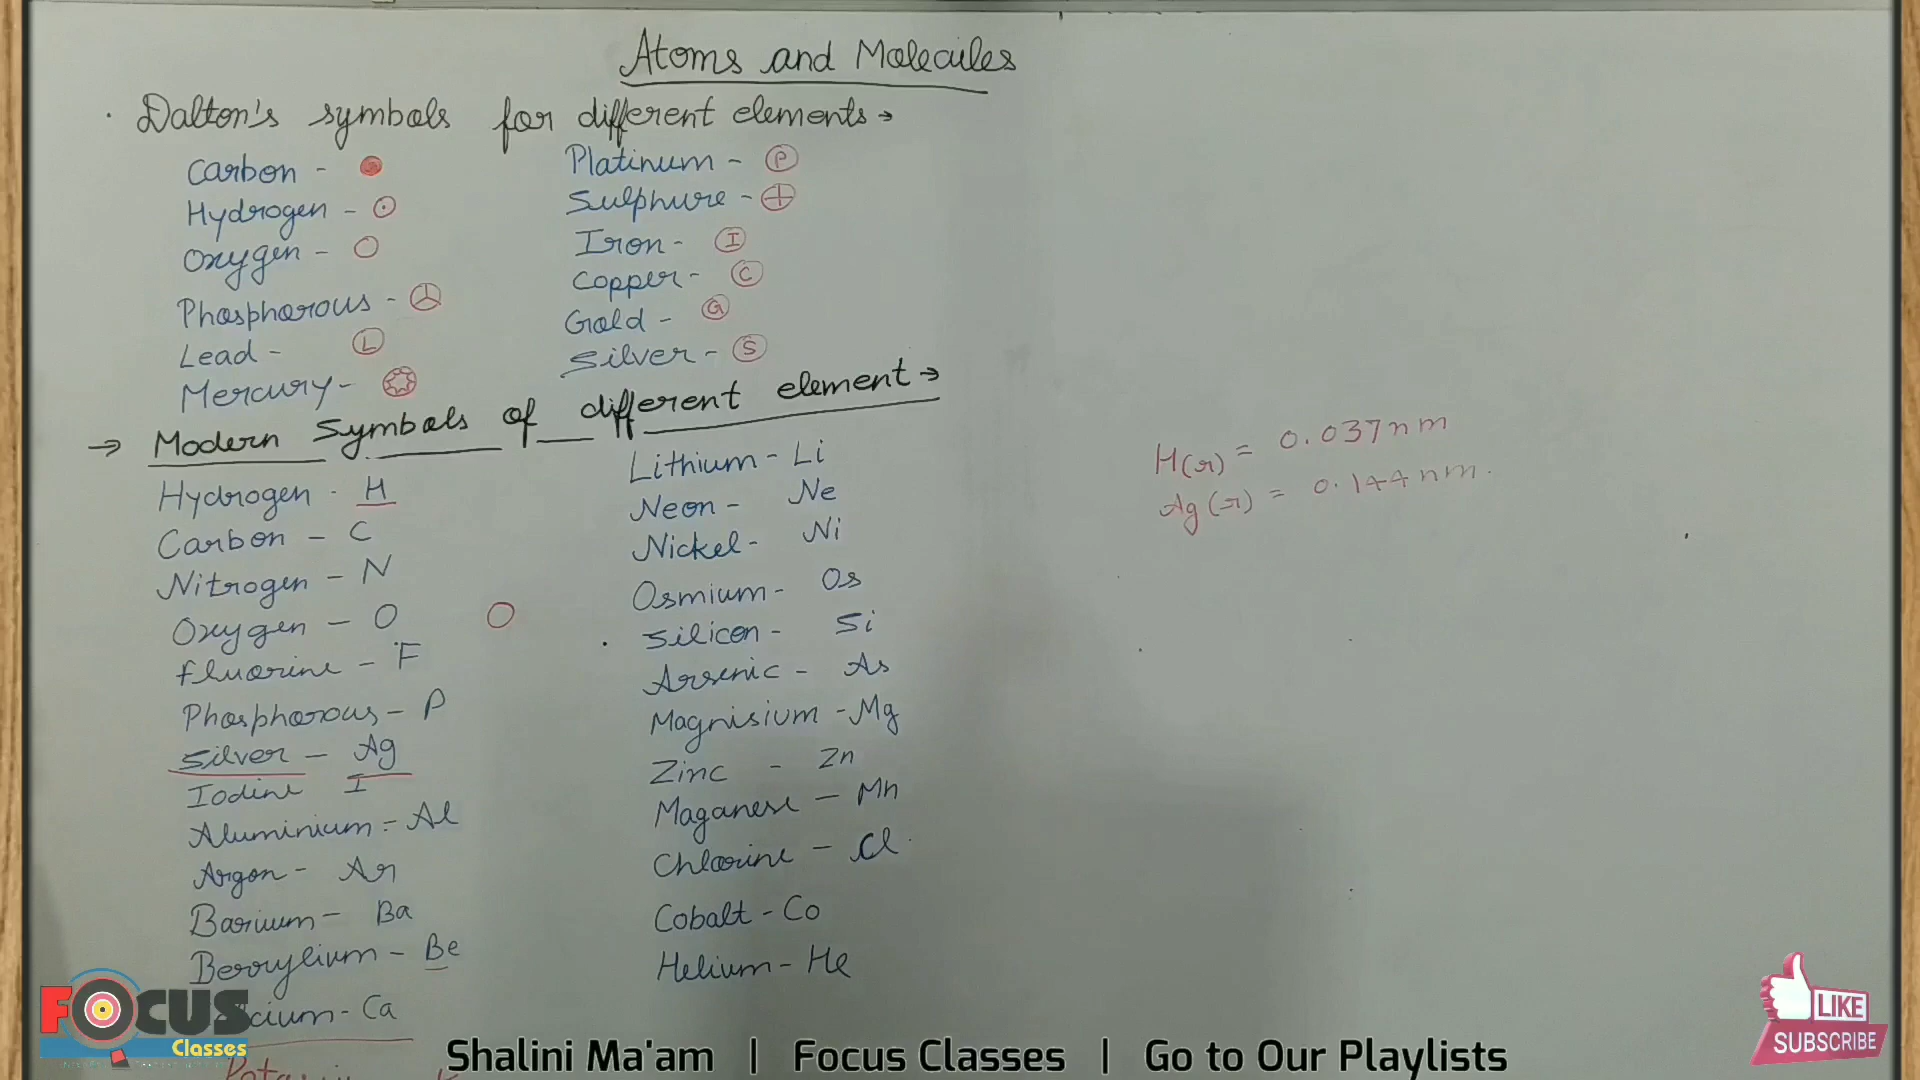 Atoms and Molecules
Dalton's symbols for different elements →
Carbon -
Hydrogen -
Oxygen -
Phosphorous -
Lead - L
Mercury -
Platinum - P
Sulphure -
Iron - I
Copper - C
Gold - G
Silver - S
→ Modern Symbols of different element →
Hydrogen - H
Carbon - C
Nitrogen - N
Oxygen - O O
Fluorine - F
Phosphorous - P
Silver - Ag
Iodine I
Aluminium - Al
Argon - Ar
Barium - Ba
Berrylium - Be
cium - Ca
Lithium - Li
Neon - Ne
Nickel - Ni
Osmium - Os
Silicon - Si
Arsenic - As
Magnisium - Mg
Zinc - Zn
Maganese - Mn
Chlorine - Cl
Cobalt - Co
Helium - He
H(r) = 0.037nm
Ag(r) = 0.144nm.
FOCUS
Classes
Shalini Ma'am | Focus Classes | Go to Our Playlists
LIKE
SUBSCRIBE